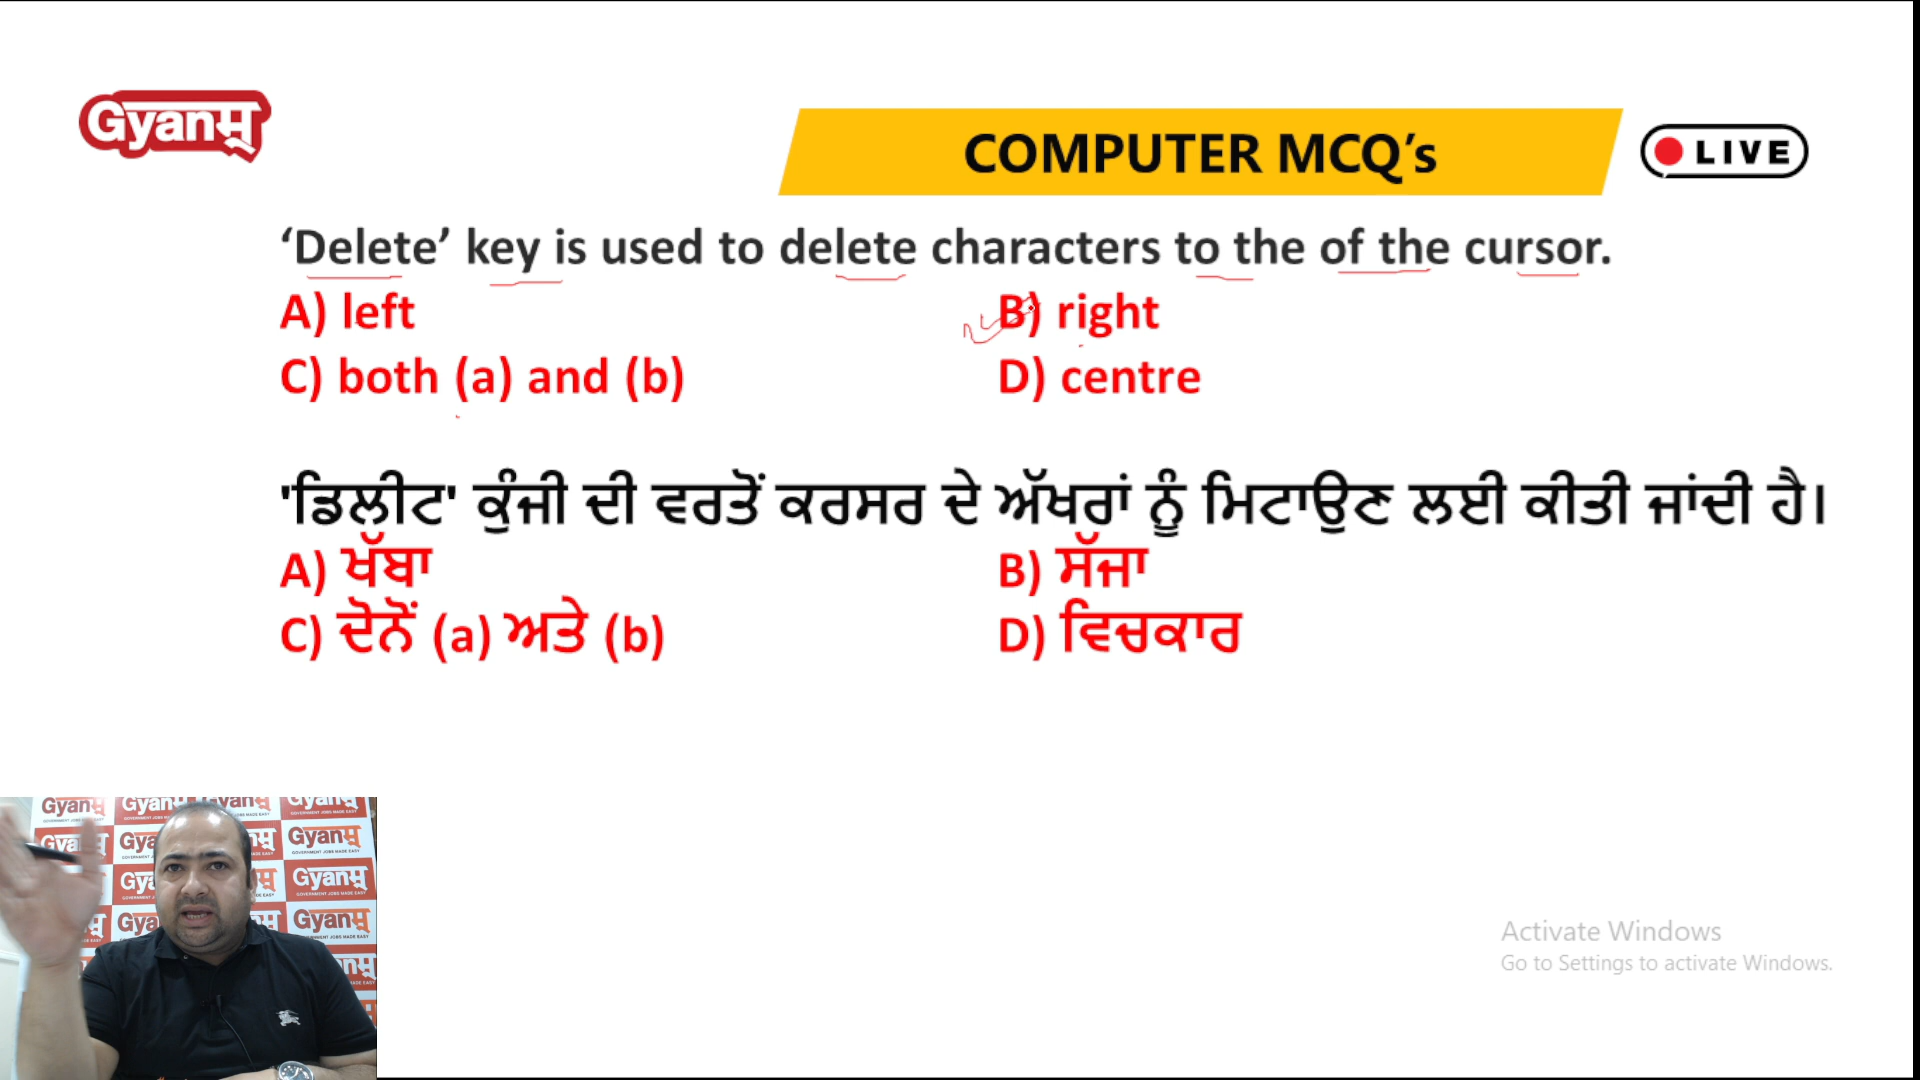 Gyanਸ੍ਰ
COMPUTER MCQ’s
LIVE
‘Delete’ key is used to delete characters to the of the cursor.
A) left
B) right
C) both (a) and (b)
D) centre
'ਡਿਲੀਟ' ਕੁੰਜੀ ਦੀ ਵਰਤੋਂ ਕਰਸਰ ਦੇ ਅੱਖਰਾਂ ਨੂੰ ਮਿਟਾਉਣ ਲਈ ਕੀਤੀ ਜਾਂਦੀ ਹੈ।
A) ਖੱਬਾ
B) ਸੱਜਾ
C) ਦੋਨੋਂ (a) ਅਤੇ (b)
D) ਵਿਚਕਾਰ
Activate Windows
Go to Settings to activate Windows.